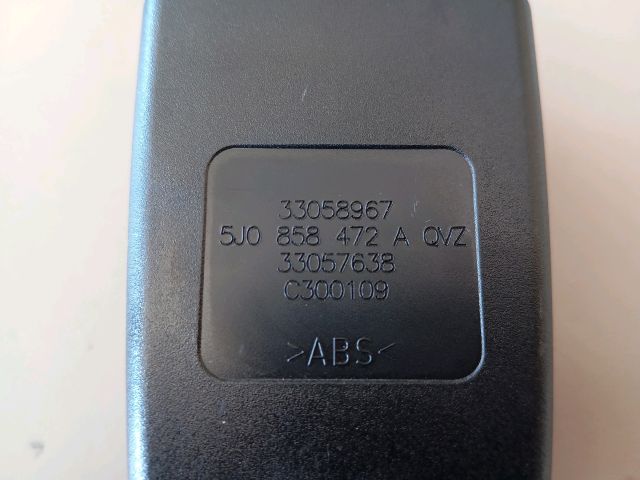 33058967
5J0 858 472 A QVZ
33057638
C300109
>ABS<